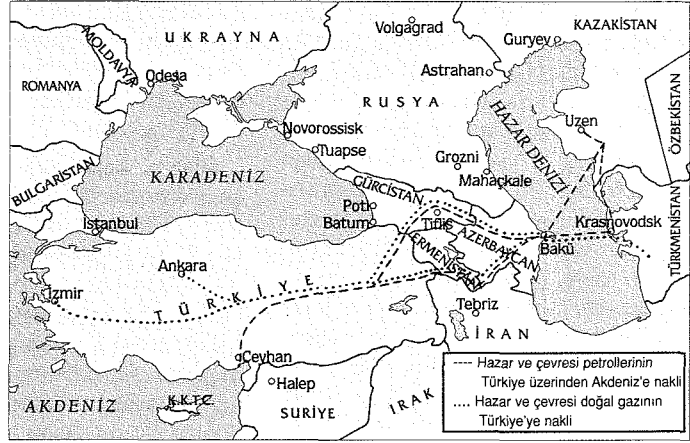 UKRAYNA
MOLDAVYA
ROMANYA
Odesa
BULGARİSTAN
KARADENİZ
İstanbul
Volgagrad
Guryev
KAZAKİSTAN
Astrahan
RUSYA
HAZAR DENİZİ
Uzen
ÖZBEKİSTAN
Novorossisk
Tuapse
Grozni
Mahaçkale
GÜRCİSTAN
Poti
Batum
Tiflis
AZERBAYCAN
ERMENİSTAN
Krasnovodsk
Bakü
TÜRKMENİSTAN
Ankara
İzmir
TÜRKİYE
Tebriz
İRAN
Ceyhan
Halep
K.K.T.C.
AKDENİZ
SURİYE
IRAK
Hazar ve çevresi petrollerinin
Türkiye üzerinden Akdeniz'e nakli
Hazar ve çevresi doğal gazının
Türkiye'ye nakli